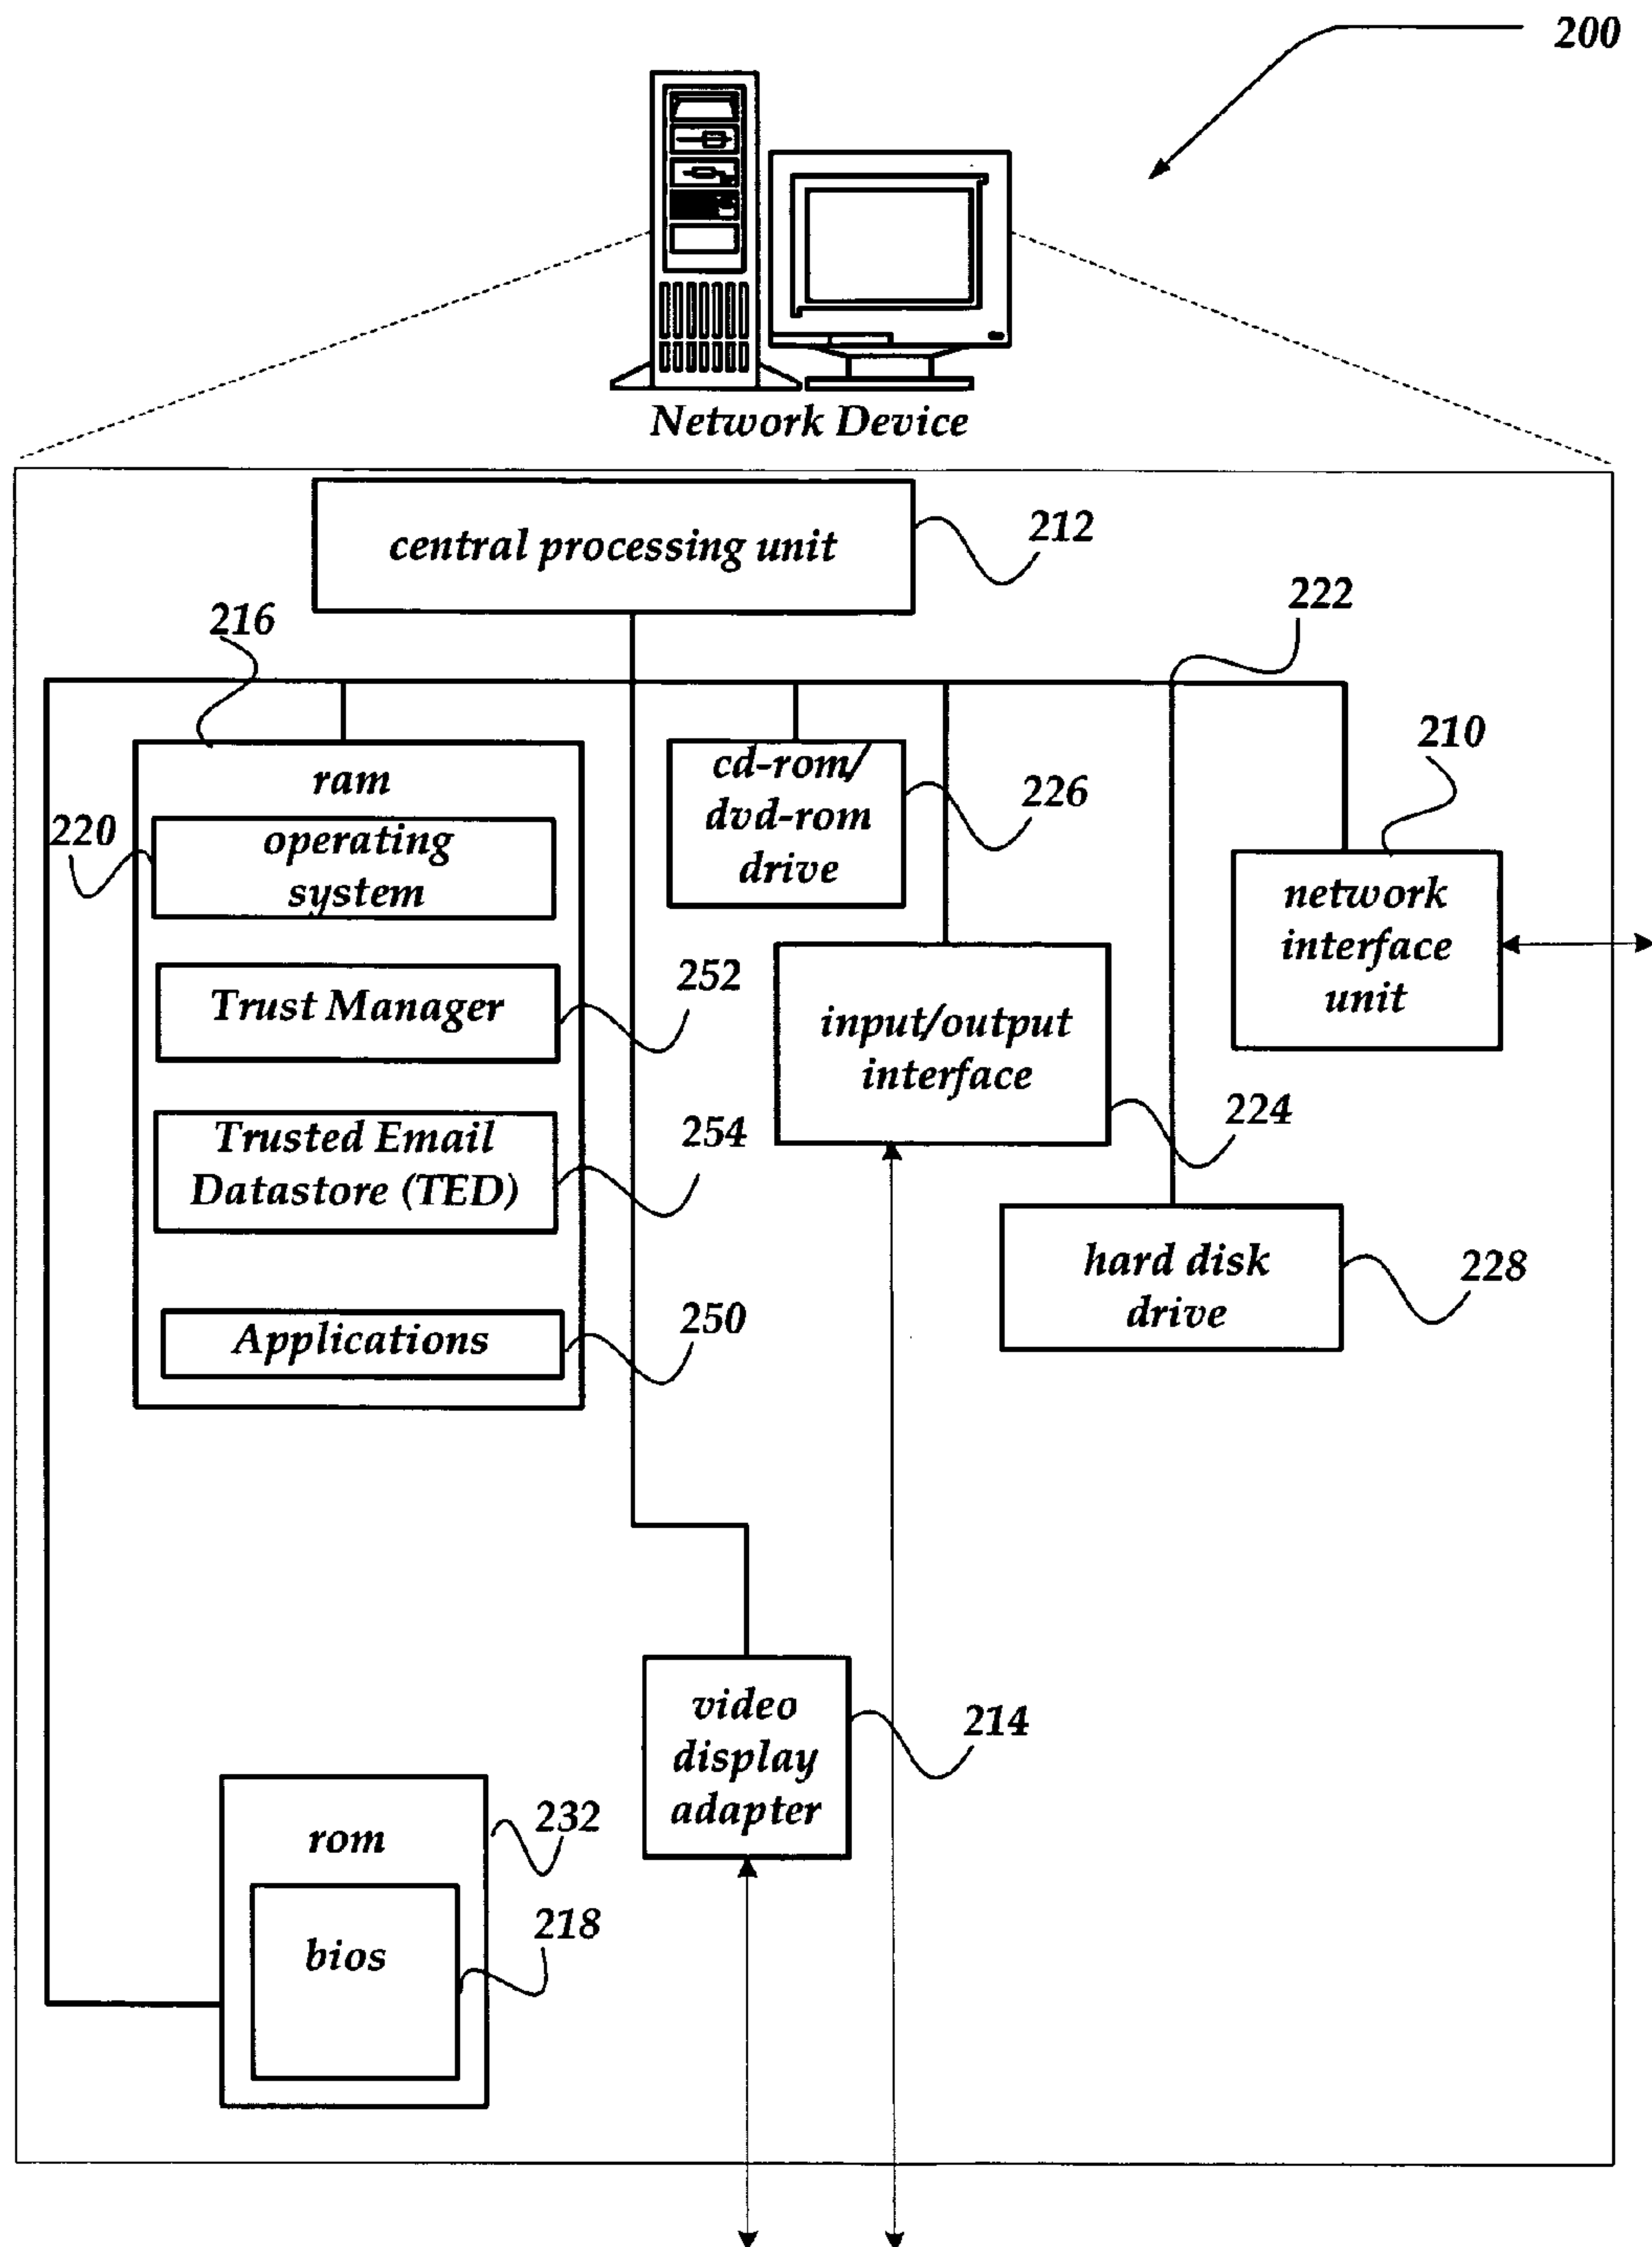 200
Network Device
central processing unit
212
222
216
ram
220
operating
system
Trust Manager
252
Trusted Email
Datastore (TED)
254
Applications
250
cd-rom/
dvd-rom
drive
226
input/output
interface
224
210
network
interface
unit
hard disk
drive
228
video
display
adapter
214
rom
232
bios
218